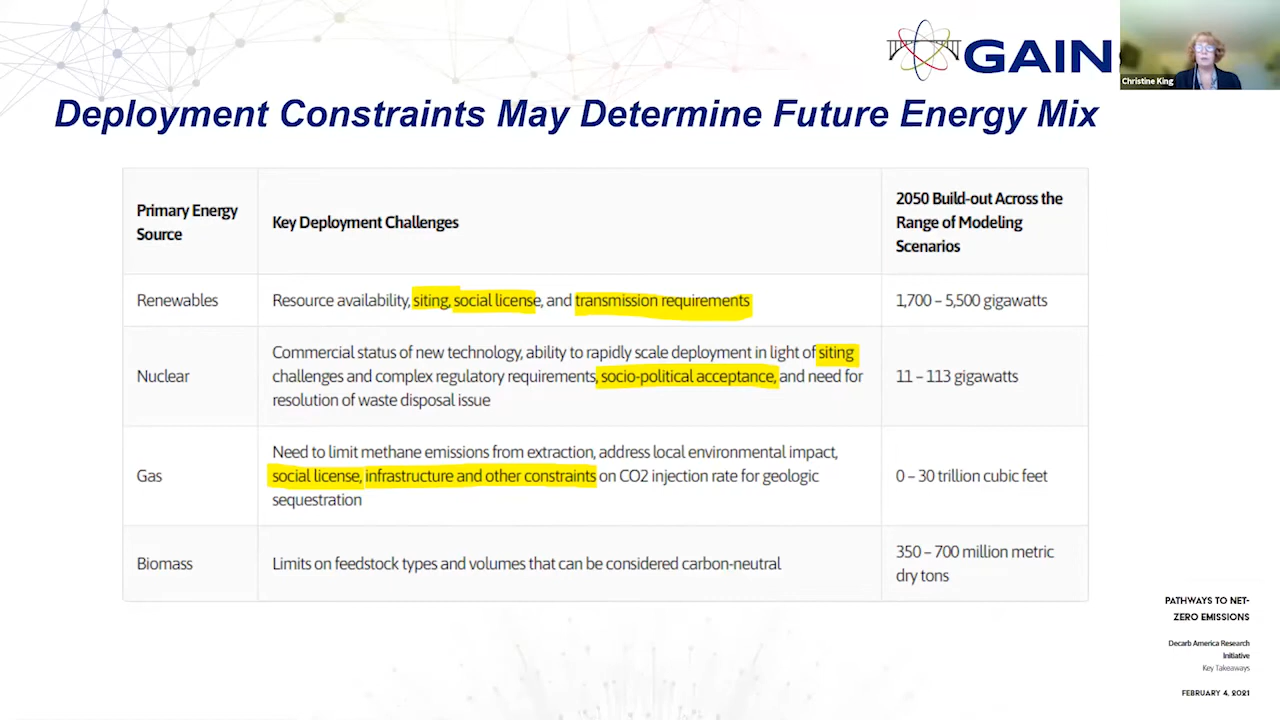 GAIN
Christine King
Deployment Constraints May Determine Future Energy Mix
Primary Energy
Source
Key Deployment Challenges
2050 Build-out Across the
Range of Modeling
Scenarios
Renewables
Resource availability, siting, social license, and transmission requirements
1,700 – 5,500 gigawatts
Nuclear
Commercial status of new technology, ability to rapidly scale deployment in light of siting
challenges and complex regulatory requirements, socio-political acceptance, and need for
resolution of waste disposal issue
11 – 113 gigawatts
Gas
Need to limit methane emissions from extraction, address local environmental impact,
social license, infrastructure and other constraints on CO2 injection rate for geologic
sequestration
0 – 30 trillion cubic feet
Biomass
Limits on feedstock types and volumes that can be considered carbon-neutral
350 – 700 million metric
dry tons
PATHWAYS TO NET-
ZERO EMISSIONS
Decarb America Research
Initiative
Key Takeaways
FEBRUARY 4, 2021